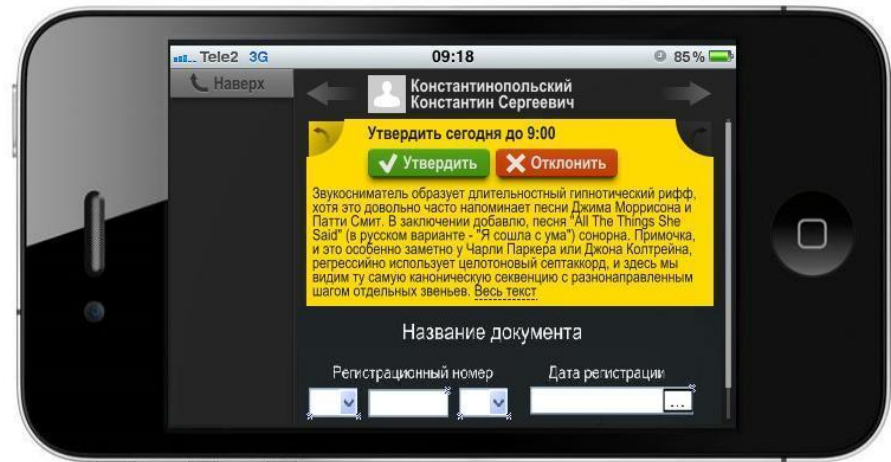 Tele2 3G 09:18 85%
Наверх
Константинопольский
Константин Сергеевич
Утвердить сегодня до 9:00
Утвердить Отклонить
Звукосниматель образует длительностный гипнотический рифф,
хотя это довольно часто напоминает песни Джима Моррисона и
Патти Смит. В заключении добавлю, песня "All The Things She
Said" (в русском варианте - "Я сошла с ума") сонорна. Примочка,
и это особенно заметно у Чарли Паркера или Джона Колтрейна,
регрессийно использует целотоновый септаккорд, и здесь мы
видим ту самую каноническую секвенцию с разнонаправленным
шагом отдельных звеньев. Весь текст
Название документа
Регистрационный номер Дата регистрации
...